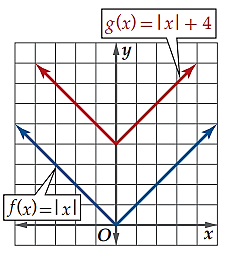 g(x) = |x| + 4
y
f(x) = |x|
O
x